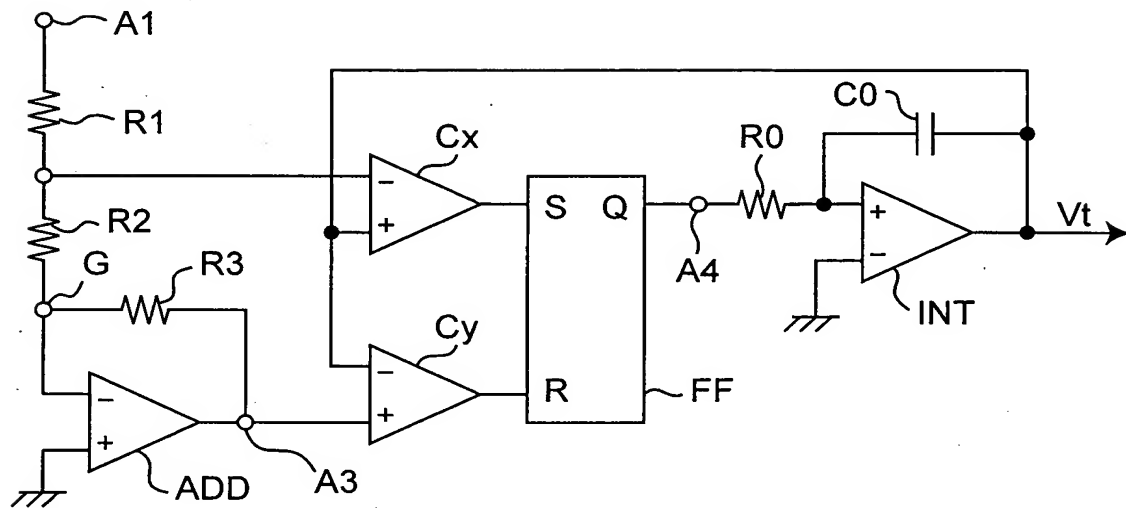 A1
C0
R1
Cx
R0
−
S Q
+
Vt
R2
A4
+
−
G
R3
INT
Cy
−
R
FF
−
+
+
A3
ADD